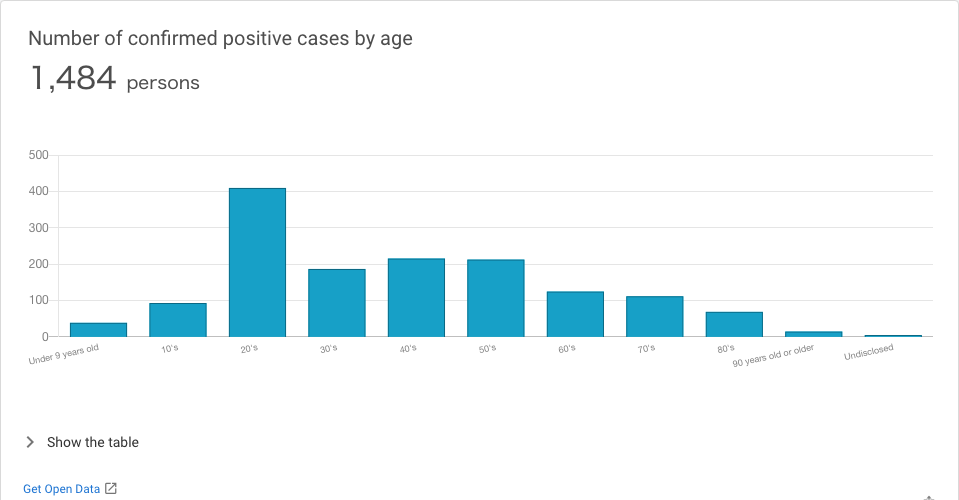 Number of confirmed positive cases by age
1,484 persons
500
400
300
200
100
0
Under 9 years old 10's 20's 30's 40's 50's 60's 70's 80's 90 years old or older Undisclosed
Show the table
Get Open Data